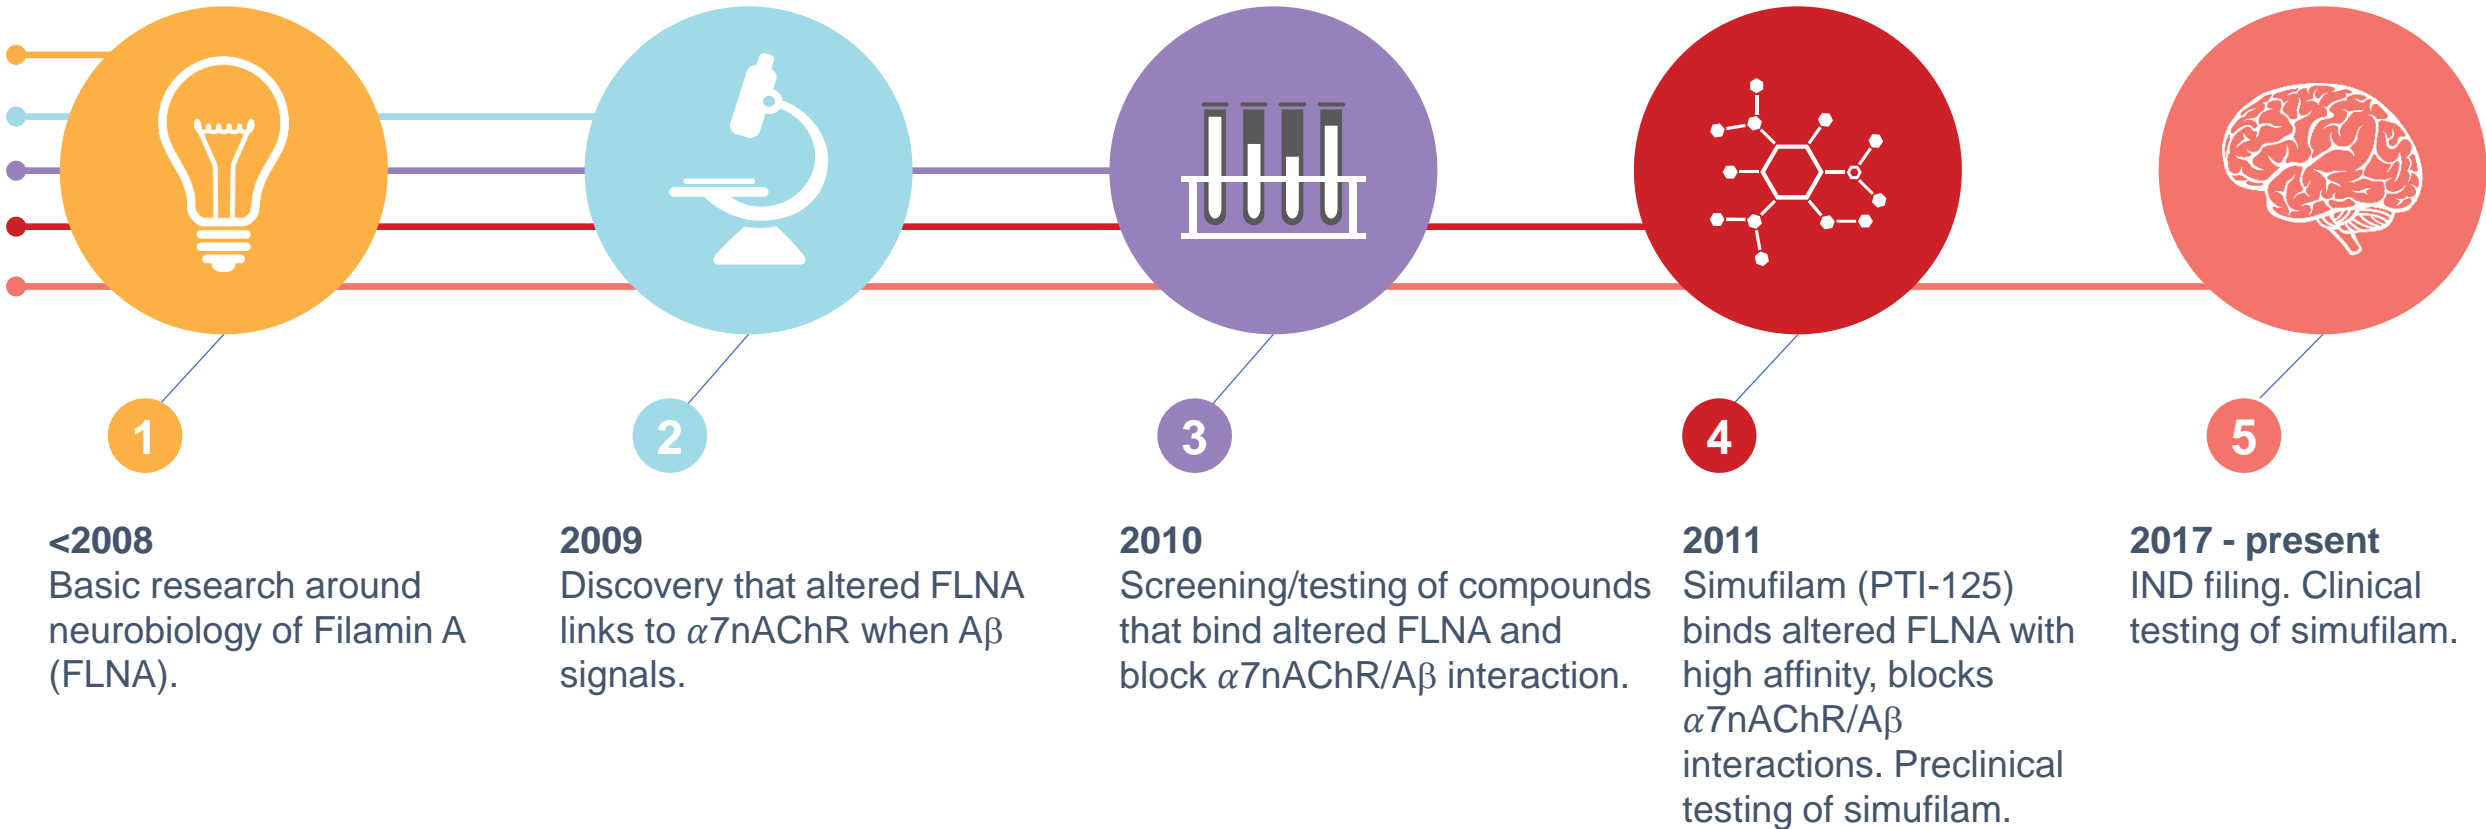 1
<2008
Basic research around
neurobiology of Filamin A
(FLNA).
2
2009
Discovery that altered FLNA
links to α7nAChR when Aβ
signals.
3
2010
Screening/testing of compounds
that bind altered FLNA and
block α7nAChR/Aβ interaction.
4
2011
Simufilam (PTI-125)
binds altered FLNA with
high affinity, blocks
α7nAChR/Aβ
interactions. Preclinical
testing of simufilam.
5
2017 - present
IND filing. Clinical
testing of simufilam.